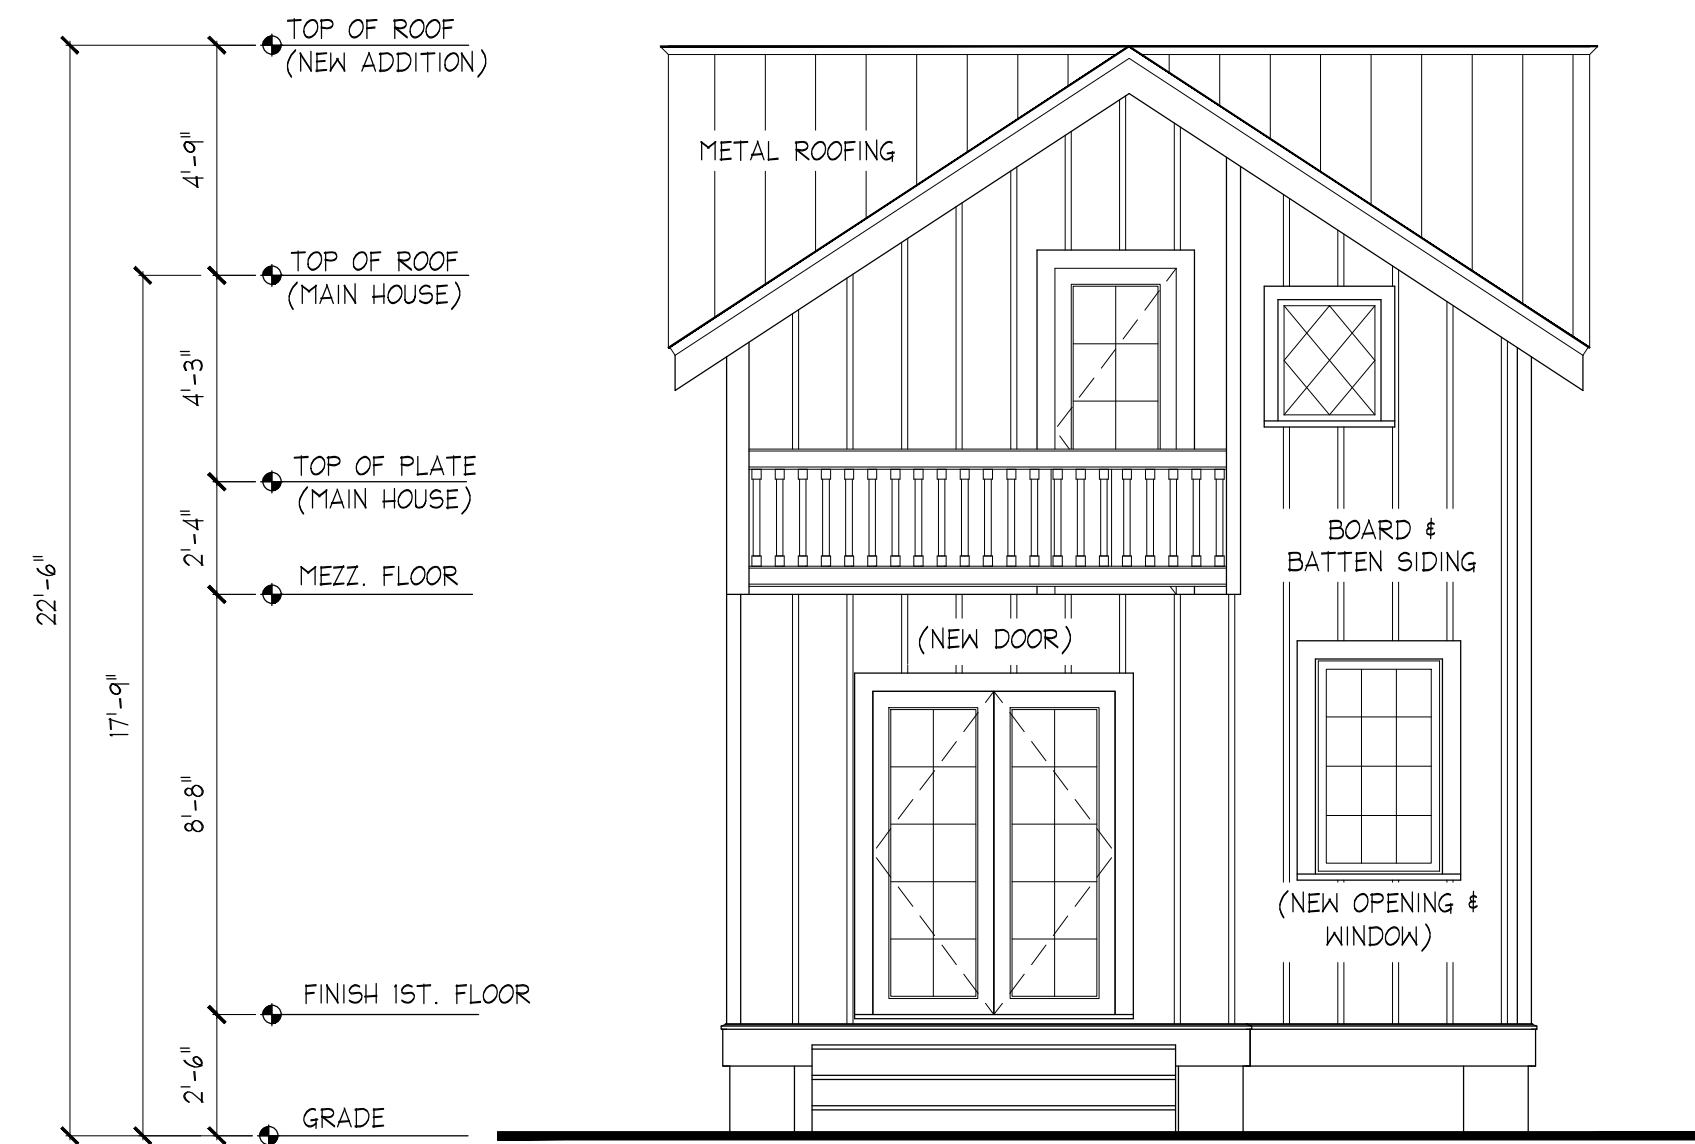 TOP OF ROOF
(NEW ADDITION)
4'-9"
METAL ROOFING
TOP OF ROOF
(MAIN HOUSE)
4'-3"
TOP OF PLATE
(MAIN HOUSE)
2'-4"
BOARD &
BATTEN SIDING
MEZZ. FLOOR
22'-6"
(NEW DOOR)
17'-9"
8'-8"
(NEW OPENING &
WINDOW)
FINISH 1ST. FLOOR
2'-6"
GRADE